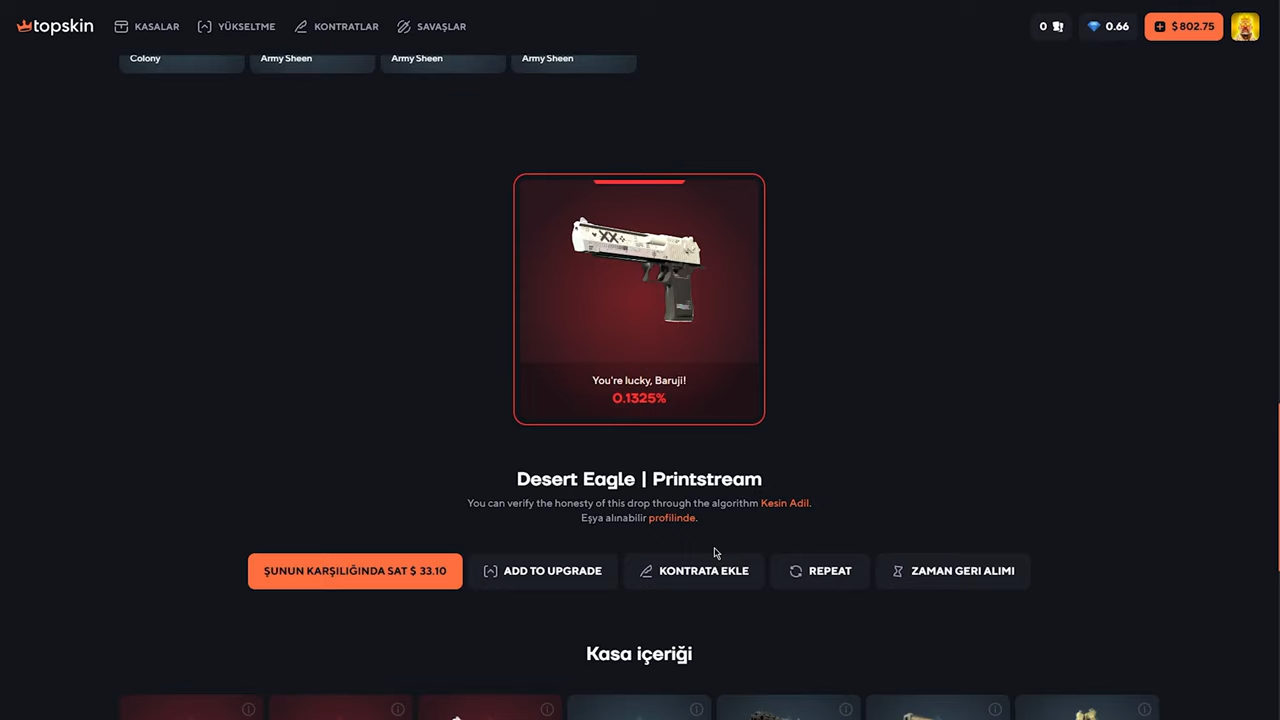 topskin
KASALAR
YÜKSELTME
KONTRATLAR
SAVAŞLAR
0
0.66
$ 802.75
Colony
Army Sheen
Army Sheen
Army Sheen
XX
You're lucky, Baruji!
0.1325%
Desert Eagle | Printstream
You can verify the honesty of this drop through the algorithm Kesin Adil.
Eşya alınabilir profilinde.
ŞUNUN KARŞILIĞINDA SAT $ 33.10
ADD TO UPGRADE
KONTRATA EKLE
REPEAT
ZAMAN GERI ALIMI
Kasa içeriği